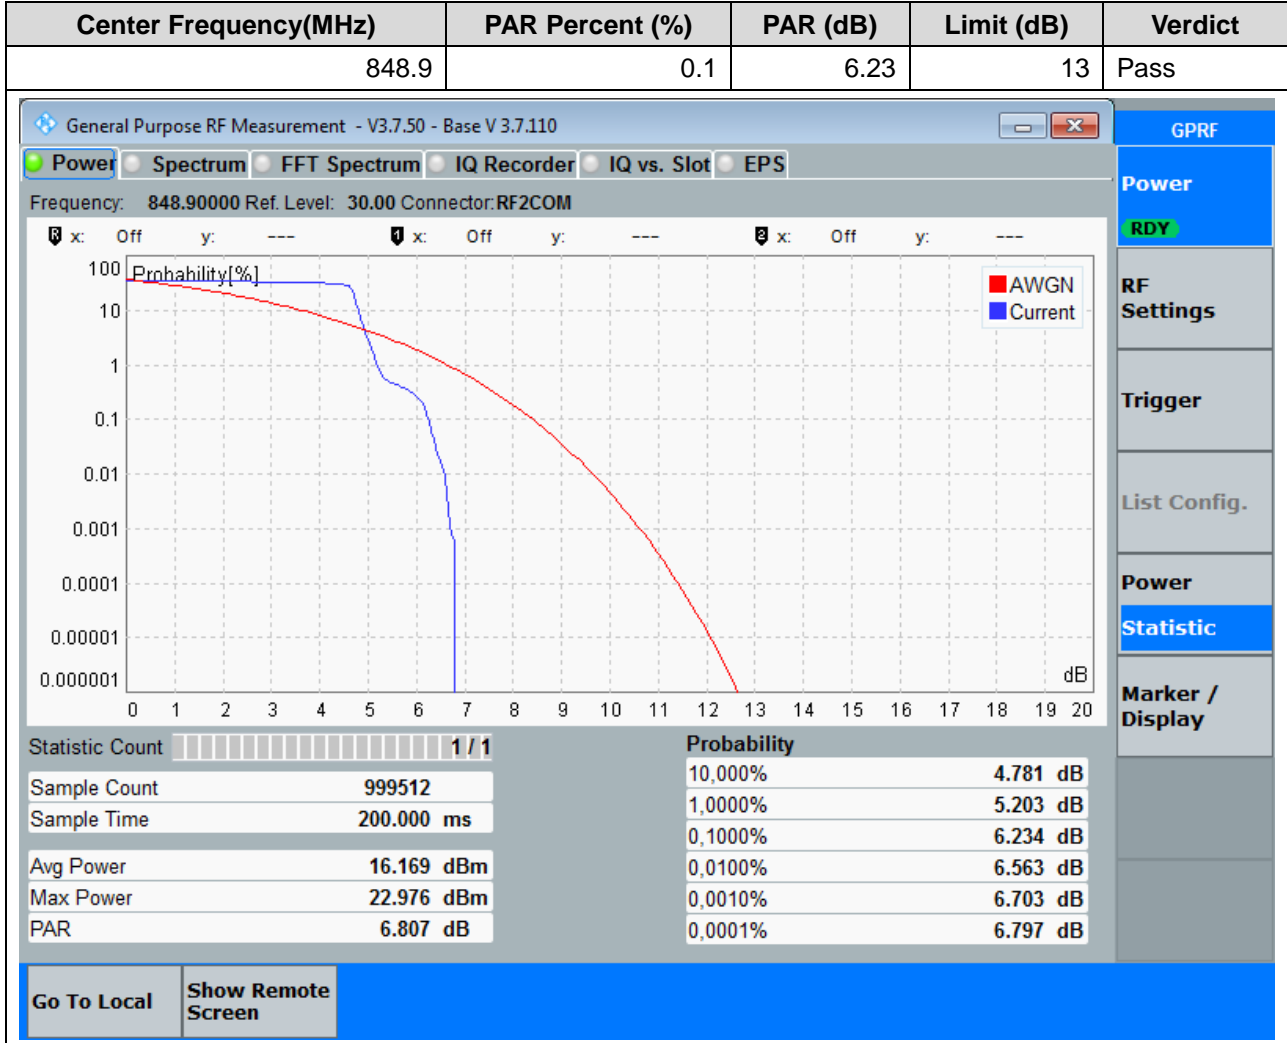 Center Frequency(MHz) PAR Percent (%) PAR (dB) Limit (dB) Verdict
848.9 0.1 6.23 13 Pass
General Purpose RF Measurement - V3.7.50 - Base V 3.7.110
GPRF
Power Spectrum FFT Spectrum IQ Recorder IQ vs. Slot EPS
Power
RDY
Frequency: 848.90000 Ref. Level: 30.00 Connector:RF2COM
R x: Off y: --- 1 x: Off y: --- 2 x: Off y: ---
Probability[%]
AWGN
Current
100
10
1
0.1
0.01
0.001
0.0001
0.00001
0.000001
dB
0 1 2 3 4 5 6 7 8 9 10 11 12 13 14 15 16 17 18 19 20
RF
Settings
Trigger
List Config.
Power
Statistic
Marker /
Display
Statistic Count 1 / 1
Sample Count 999512
Sample Time 200.000 ms
Avg Power 16.169 dBm
Max Power 22.976 dBm
PAR 6.807 dB
Probability
10,000% 4.781 dB
1,0000% 5.203 dB
0,1000% 6.234 dB
0,0100% 6.563 dB
0,0010% 6.703 dB
0,0001% 6.797 dB
Go To Local
Show Remote
Screen